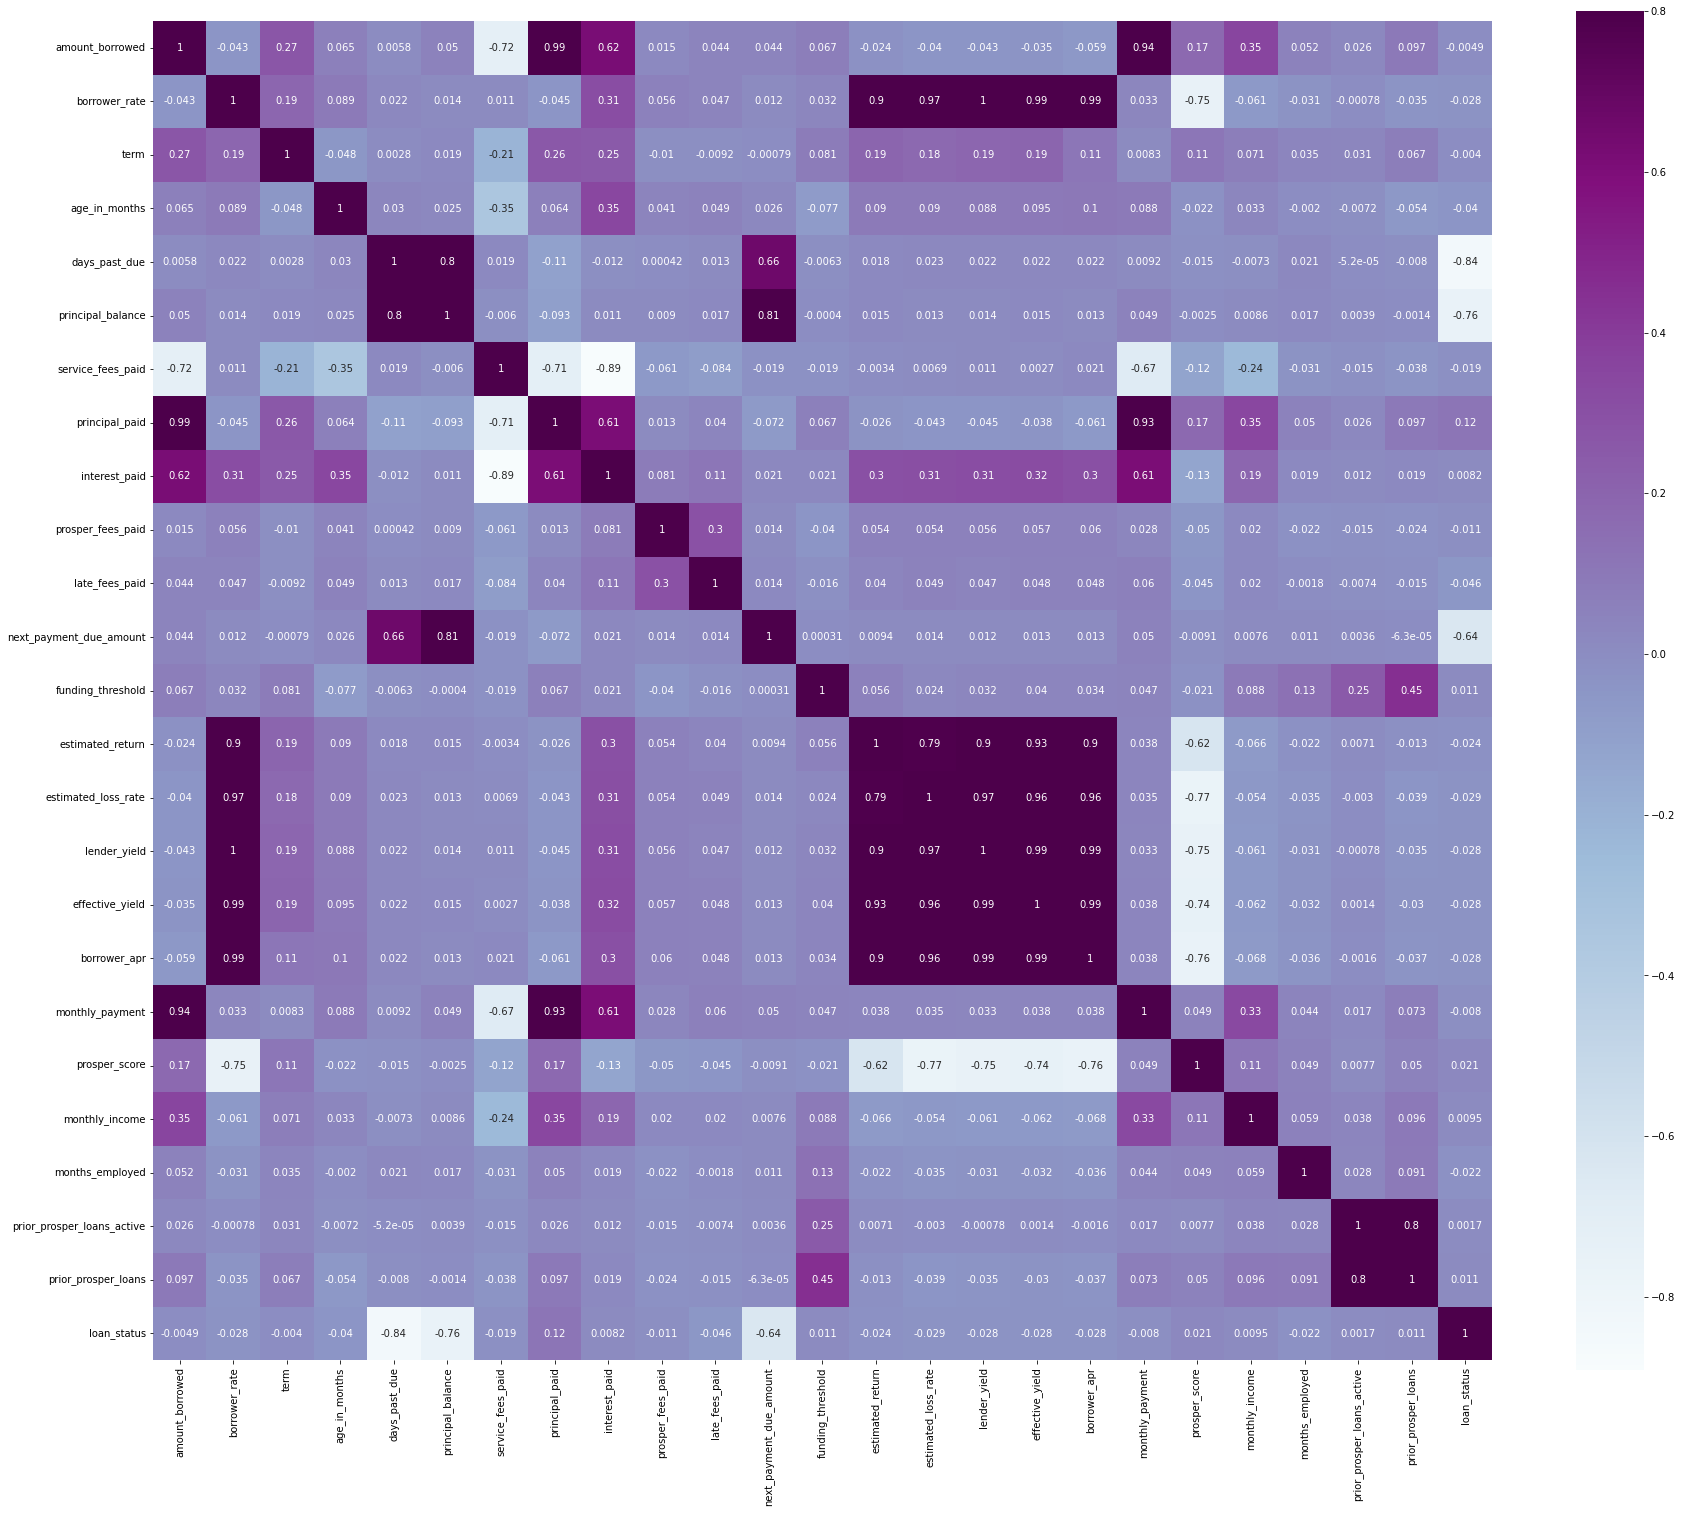 amount_borrowed 1 -0.043 0.27 0.065 0.0058 0.05 -0.72 0.99 0.62 0.015 0.044 0.044 0.067 -0.024 -0.04 -0.043 -0.035 -0.059 0.94 0.17 0.35 0.052 0.026 0.097 -0.0049 0.8
borrower_rate -0.043 1 0.19 0.089 0.022 0.014 0.011 -0.045 0.31 0.056 0.047 0.012 0.032 0.9 0.97 1 0.99 0.99 0.033 -0.75 -0.061 -0.031 -0.00078 -0.035 -0.028
term 0.27 0.19 1 -0.048 0.0028 0.019 -0.21 0.26 0.25 -0.01 -0.0092 -0.00079 0.081 0.19 0.18 0.19 0.19 0.11 0.0083 0.11 0.071 0.035 0.031 0.067 -0.004 0.6
age_in_months 0.065 0.089 -0.048 1 0.03 0.025 -0.35 0.064 0.35 0.041 0.049 0.026 -0.077 0.09 0.09 0.088 0.095 0.1 0.088 -0.022 0.033 -0.002 -0.0072 -0.054 -0.04
days_past_due 0.0058 0.022 0.0028 0.03 1 0.8 0.019 -0.11 -0.012 0.00042 0.013 0.66 -0.0063 0.018 0.023 0.022 0.022 0.022 0.0092 -0.015 -0.0073 0.021 -5.2e-05 -0.008 -0.84
principal_balance 0.05 0.014 0.019 0.025 0.8 1 -0.006 -0.093 0.011 0.009 0.017 0.81 -0.0004 0.015 0.013 0.014 0.015 0.013 0.049 -0.0025 0.0086 0.017 0.0039 -0.0014 -0.76 0.4
service_fees_paid -0.72 0.011 -0.21 -0.35 0.019 -0.006 1 -0.71 -0.89 -0.061 -0.084 -0.019 -0.019 -0.0034 0.0069 0.011 0.0027 0.021 -0.67 -0.12 -0.24 -0.031 -0.015 -0.038 -0.019
principal_paid 0.99 -0.045 0.26 0.064 -0.11 -0.093 -0.71 1 0.61 0.013 0.04 -0.072 0.067 -0.026 -0.043 -0.045 -0.038 -0.061 0.93 0.17 0.35 0.05 0.026 0.097 0.12
interest_paid 0.62 0.31 0.25 0.35 -0.012 0.011 -0.89 0.61 1 0.081 0.11 0.021 0.021 0.3 0.31 0.31 0.32 0.3 0.61 -0.13 0.19 0.019 0.012 0.019 0.0082 0.2
prosper_fees_paid 0.015 0.056 -0.01 0.041 0.00042 0.009 -0.061 0.013 0.081 1 0.3 0.014 -0.04 0.054 0.054 0.056 0.057 0.06 0.028 -0.05 0.02 -0.022 -0.015 -0.024 -0.011
late_fees_paid 0.044 0.047 -0.0092 0.049 0.013 0.017 -0.084 0.04 0.11 0.3 1 0.014 -0.016 0.04 0.049 0.047 0.048 0.048 0.06 -0.045 0.02 -0.0018 -0.0074 -0.015 -0.046
next_payment_due_amount 0.044 0.012 -0.00079 0.026 0.66 0.81 -0.019 -0.072 0.021 0.014 0.014 1 0.00031 0.0094 0.014 0.012 0.013 0.013 0.05 -0.0091 0.0076 0.011 0.0036 -6.3e-05 -0.64 0.0
funding_threshold 0.067 0.032 0.081 -0.077 -0.0063 -0.0004 -0.019 0.067 0.021 -0.04 -0.016 0.00031 1 0.056 0.024 0.032 0.04 0.034 0.047 -0.021 0.088 0.13 0.25 0.45 0.011
estimated_return -0.024 0.9 0.19 0.09 0.018 0.015 -0.0034 -0.026 0.3 0.054 0.04 0.0094 0.056 1 0.79 0.9 0.93 0.9 0.038 -0.62 -0.066 -0.022 0.0071 -0.013 -0.024
estimated_loss_rate -0.04 0.97 0.18 0.09 0.023 0.013 0.0069 -0.043 0.31 0.054 0.049 0.014 0.024 0.79 1 0.97 0.96 0.96 0.035 -0.77 -0.054 -0.035 -0.003 -0.039 -0.029 −0.2
lender_yield -0.043 1 0.19 0.088 0.022 0.014 0.011 -0.045 0.31 0.056 0.047 0.012 0.032 0.9 0.97 1 0.99 0.99 0.033 -0.75 -0.061 -0.031 -0.00078 -0.035 -0.028
effective_yield -0.035 0.99 0.19 0.095 0.022 0.015 0.0027 -0.038 0.32 0.057 0.048 0.013 0.04 0.93 0.96 0.99 1 0.99 0.038 -0.74 -0.062 -0.032 0.0014 -0.03 -0.028
borrower_apr -0.059 0.99 0.11 0.1 0.022 0.013 0.021 -0.061 0.3 0.06 0.048 0.013 0.034 0.9 0.96 0.99 0.99 1 0.038 -0.76 -0.068 -0.036 -0.0016 -0.037 -0.028 −0.4
monthly_payment 0.94 0.033 0.0083 0.088 0.0092 0.049 -0.67 0.93 0.61 0.028 0.06 0.05 0.047 0.038 0.035 0.033 0.038 0.038 1 0.049 0.33 0.044 0.017 0.073 -0.008
prosper_score 0.17 -0.75 0.11 -0.022 -0.015 -0.0025 -0.12 0.17 -0.13 -0.05 -0.045 -0.0091 -0.021 -0.62 -0.77 -0.75 -0.74 -0.76 0.049 1 0.11 0.049 0.0077 0.05 0.021
monthly_income 0.35 -0.061 0.071 0.033 -0.0073 0.0086 -0.24 0.35 0.19 0.02 0.02 0.0076 0.088 -0.066 -0.054 -0.061 -0.062 -0.068 0.33 0.11 1 0.059 0.038 0.096 0.0095 −0.6
months_employed 0.052 -0.031 0.035 -0.002 0.021 0.017 -0.031 0.05 0.019 -0.022 -0.0018 0.011 0.13 -0.022 -0.035 -0.031 -0.032 -0.036 0.044 0.049 0.059 1 0.028 0.091 -0.022
prior_prosper_loans_active 0.026 -0.00078 0.031 -0.0072 -5.2e-05 0.0039 -0.015 0.026 0.012 -0.015 -0.0074 0.0036 0.25 0.0071 -0.003 -0.00078 0.0014 -0.0016 0.017 0.0077 0.038 0.028 1 0.8 0.0017
prior_prosper_loans 0.097 -0.035 0.067 -0.054 -0.008 -0.0014 -0.038 0.097 0.019 -0.024 -0.015 -6.3e-05 0.45 -0.013 -0.039 -0.035 -0.03 -0.037 0.073 0.05 0.096 0.091 0.8 1 0.011 −0.8
loan_status -0.0049 -0.028 -0.004 -0.04 -0.84 -0.76 -0.019 0.12 0.0082 -0.011 -0.046 -0.64 0.011 -0.024 -0.029 -0.028 -0.028 -0.028 -0.008 0.021 0.0095 -0.022 0.0017 0.011 1
amount_borrowed
borrower_rate
term
age_in_months
days_past_due
principal_balance
service_fees_paid
principal_paid
interest_paid
prosper_fees_paid
late_fees_paid
next_payment_due_amount
funding_threshold
estimated_return
estimated_loss_rate
lender_yield
effective_yield
borrower_apr
monthly_payment
prosper_score
monthly_income
months_employed
prior_prosper_loans_active
prior_prosper_loans
loan_status